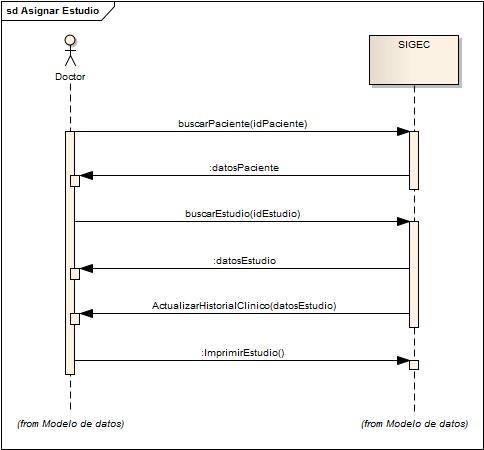 sd Asignar Estudio
SIGEC
Doctor
buscarPaciente(idPaciente)
:datosPaciente
buscarEstudio(idEstudio)
:datosEstudio
ActualizarHistorialClinico(datosEstudio)
:ImprimirEstudio()
(from Modelo de datos)
(from Modelo de datos)